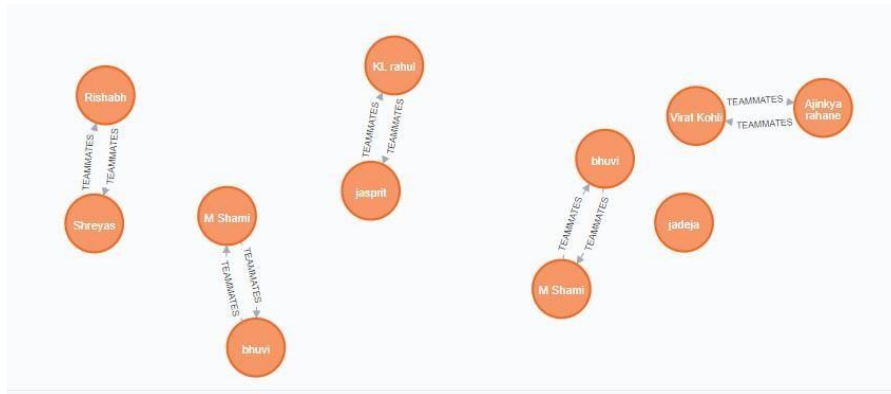 Rishabh
TEAMMATES
TEAMMATES
Shreyas
M Shami
TEAMMATES
TEAMMATES
bhuvi
KL rahul
TEAMMATES
TEAMMATES
jasprit
bhuvi
TEAMMATES
TEAMMATES
M Shami
Virat Kohli
TEAMMATES
TEAMMATES
Ajinkya
rahane
jadeja